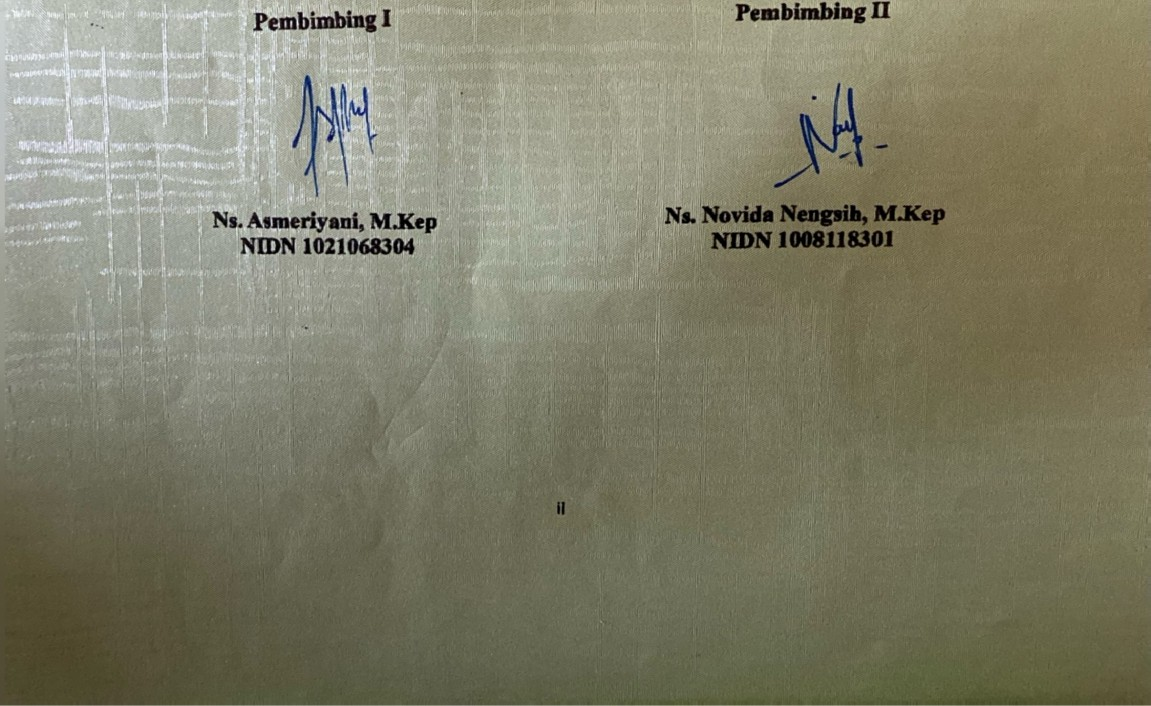 Pembimbing I
Pembimbing II
Ns. Asmeriyani, M.Kep
NIDN 1021068304
Ns. Novida Nengsih, M.Kep
NIDN 1008118301
ii